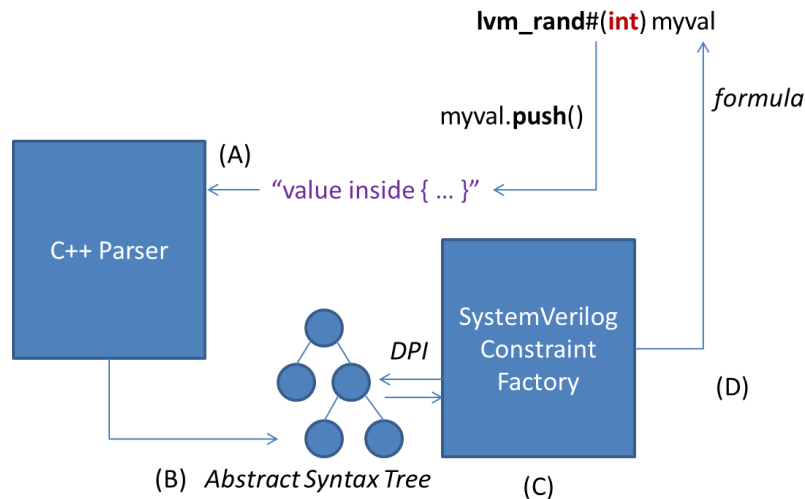 lvm_rand#(int) myval
formula
myval.push()
(A)
“value inside { ... }”
C++ Parser
SystemVerilog
Constraint
Factory
DPI
(D)
(B)
Abstract Syntax Tree
(C)